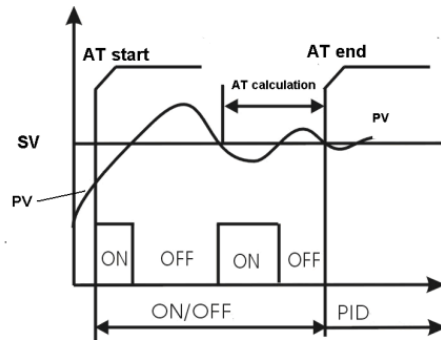 AT start
AT end
AT calculation
PV
SV
PV
ON
OFF
ON
OFF
ON/OFF
PID